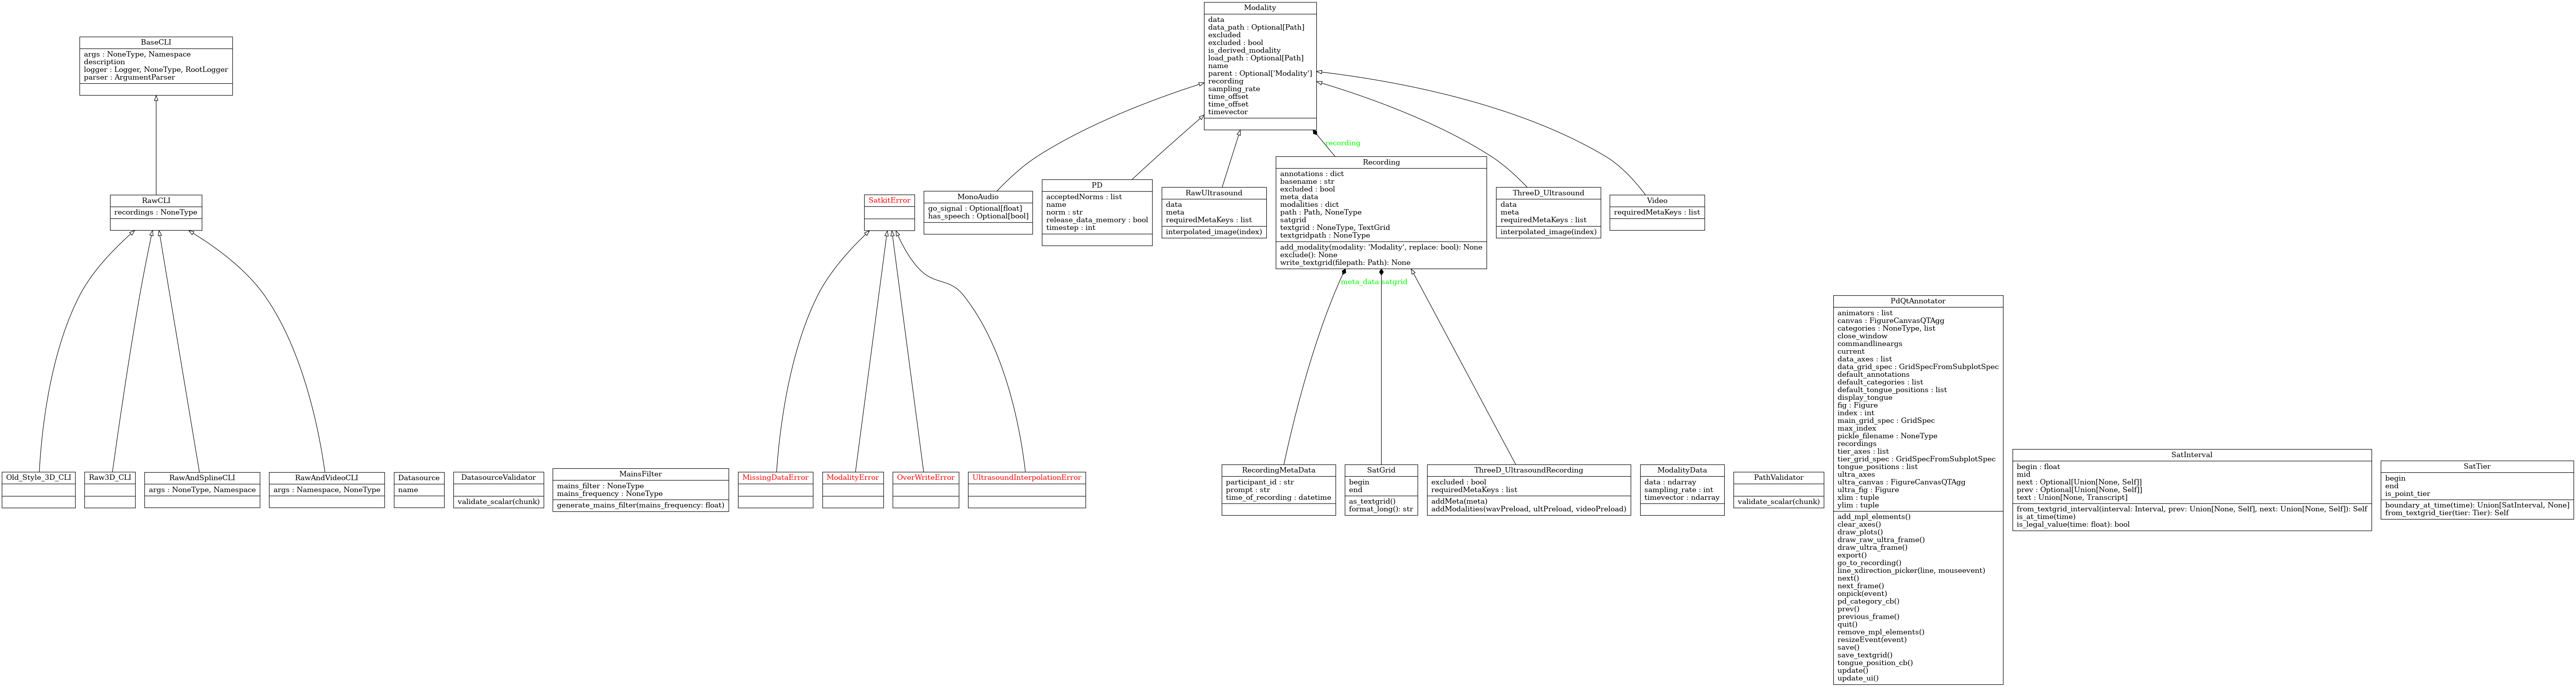 Modality
data
data_path : Optional[Path]
excluded
excluded : bool
is_derived_modality
load_path : Optional[Path]
name
parent : Optional['Modality']
recording
sampling_rate
time_offset
time_offset
timevector
BaseCLI
args : NoneType, Namespace
description
logger : Logger, NoneType, RootLogger
parser : ArgumentParser
recording
RawCLI
recordings : NoneType
SatkitError
MonoAudio
go_signal : Optional[float]
has_speech : Optional[bool]
PD
acceptedNorms : list
name
norm : str
release_data_memory : bool
timestep : int
RawUltrasound
data
meta
requiredMetaKeys : list
interpolated_image(index)
Recording
annotations : dict
basename : str
excluded : bool
meta_data
modalities : dict
path : Path, NoneType
satgrid
textgrid : NoneType, TextGrid
textgridpath : NoneType
add_modality(modality: 'Modality', replace: bool): None
exclude(): None
write_textgrid(filepath: Path): None
ThreeD_Ultrasound
data
meta
requiredMetaKeys : list
interpolated_image(index)
Video
requiredMetaKeys : list
meta_data
satgrid
Old_Style_3D_CLI
Raw3D_CLI
RawAndSplineCLI
args : NoneType, Namespace
RawAndVideoCLI
args : Namespace, NoneType
Datasource
name
DatasourceValidator
validate_scalar(chunk)
MainsFilter
mains_filter : NoneType
mains_frequency : NoneType
generate_mains_filter(mains_frequency: float)
MissingDataError
ModalityError
OverWriteError
UltrasoundInterpolationError
RecordingMetaData
participant_id : str
prompt : str
time_of_recording : datetime
SatGrid
begin
end
as_textgrid()
format_long(): str
ThreeD_UltrasoundRecording
excluded : bool
requiredMetaKeys : list
addMeta(meta)
addModalities(wavPreload, ultPreload, videoPreload)
ModalityData
data : ndarray
sampling_rate : int
timevector : ndarray
PathValidator
validate_scalar(chunk)
PdQtAnnotator
animators : list
canvas : FigureCanvasQTAgg
categories : NoneType, list
close_window
commandlineargs
current
data_axes : list
data_grid_spec : GridSpecFromSubplotSpec
default_annotations
default_categories : list
default_tongue_positions : list
display_tongue
fig : Figure
index : int
main_grid_spec : GridSpec
max_index
pickle_filename : NoneType
recordings
tier_axes : list
tier_grid_spec : GridSpecFromSubplotSpec
tongue_positions : list
ultra_axes
ultra_canvas : FigureCanvasQTAgg
ultra_fig : Figure
xlim : tuple
ylim : tuple
add_mpl_elements()
clear_axes()
draw_plots()
draw_raw_ultra_frame()
draw_ultra_frame()
export()
go_to_recording()
line_xdirection_picker(line, mouseevent)
next()
next_frame()
onpick(event)
pd_category_cb()
prev()
previous_frame()
quit()
remove_mpl_elements()
resizeEvent(event)
save()
save_textgrid()
tongue_position_cb()
update()
update_ui()
SatInterval
begin : float
mid
next : Optional[Union[None, Self]]
prev : Optional[Union[None, Self]]
text : Union[None, Transcript]
from_textgrid_interval(interval: Interval, prev: Union[None, Self], next: Union[None, Self]): Self
is_at_time(time)
is_legal_value(time: float): bool
SatTier
begin
end
is_point_tier
boundary_at_time(time): Union[SatInterval, None]
from_textgrid_tier(tier: Tier): Self